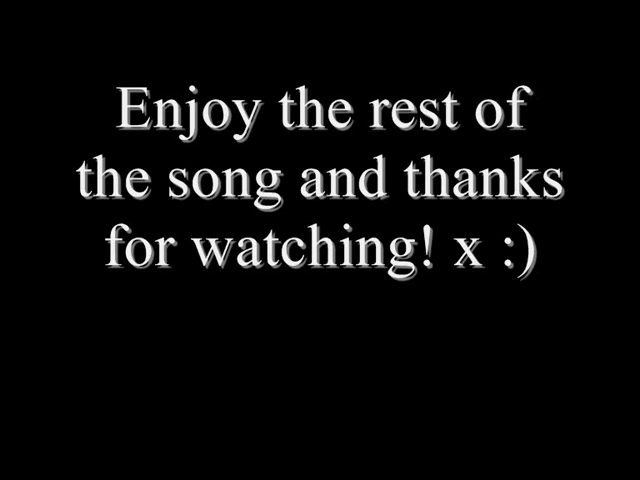 Enjoy the rest of
the song and thanks
for watching! x :)